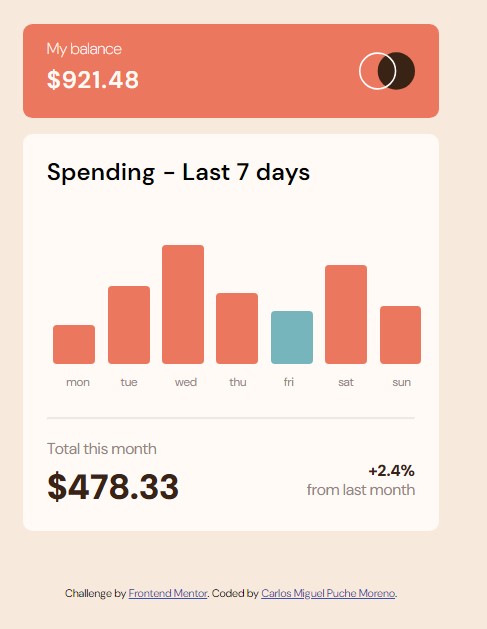 My balance
$921.48
Spending - Last 7 days
mon tue wed thu fri sat sun
Total this month
$478.33
+2.4%
from last month
Challenge by Frontend Mentor. Coded by Carlos Miguel Puche Moreno.